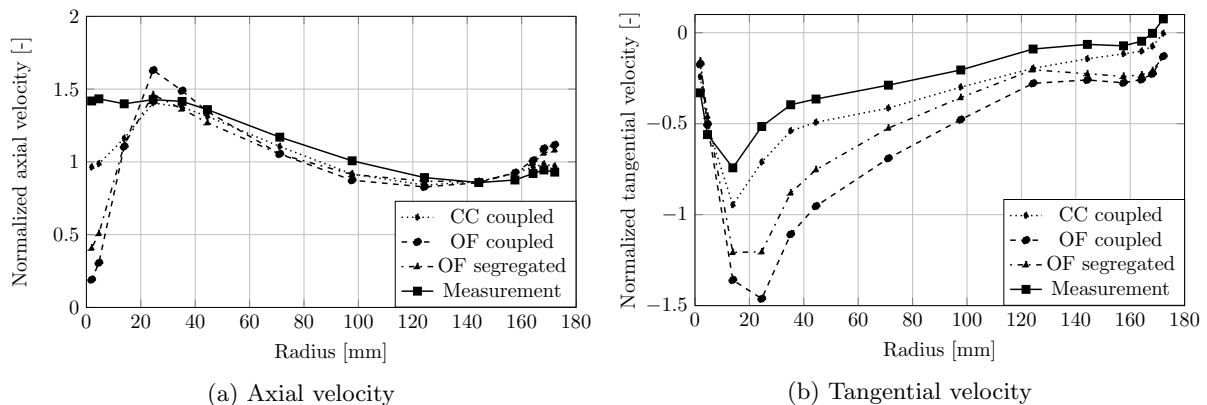 Normalized axial velocity [-]
2
1.5
1
0.5
0
0 20 40 60 80 100 120 140 160 180
Radius [mm]
CC coupled
OF coupled
OF segregated
Measurement
(a) Axial velocity
Normalized tangential velocity [-]
0
−0.5
−1
−1.5
0 20 40 60 80 100 120 140 160 180
Radius [mm]
CC coupled
OF coupled
OF segregated
Measurement
(b) Tangential velocity